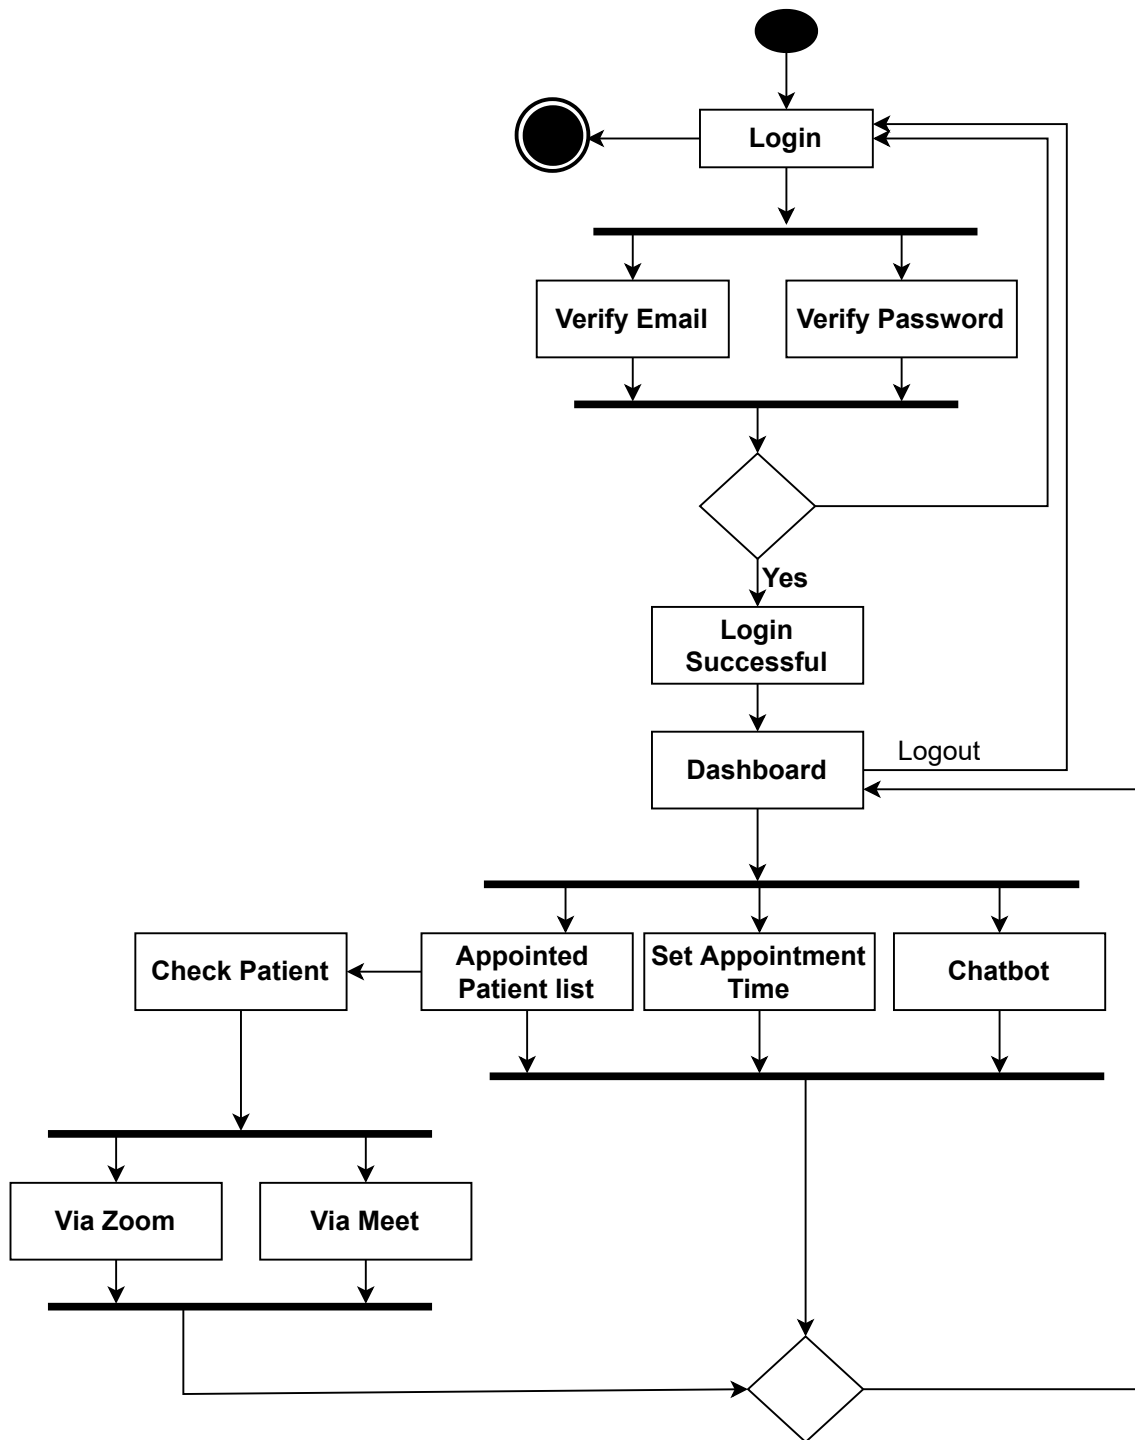 Login
Verify Email
Verify Password
Yes
Login
Successful
Logout
Dashboard
Check Patient
Appointed
Patient list
Set Appointment
Time
Chatbot
Via Zoom
Via Meet